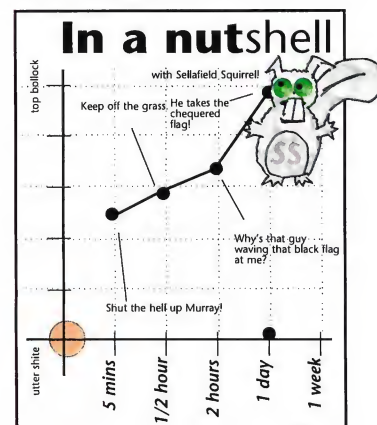 In a nutshell
with Sellafield Squirrel!
top bollock
Keep off the grass
He takes the
chequered
flag!
SS
Why's that guy
waving that black flag
at me?
Shut the hell up Murray!
utter shite
5 mins
1/2 hour
2 hours
1 day
1 week